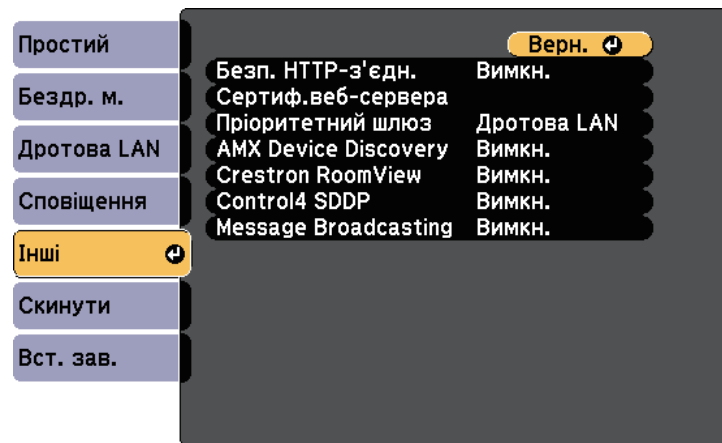 Простий
Бездр. м.
Дротова LAN
Сповіщення
Інші
Скинути
Вст. зав.
Верн.
Безп. HTTP-з'єдн. Вимкн.
Сертиф.веб-сервера
Пріоритетний шлюз Дротова LAN
AMX Device Discovery Вимкн.
Crestron RoomView Вимкн.
Control4 SDDP Вимкн.
Message Broadcasting Вимкн.